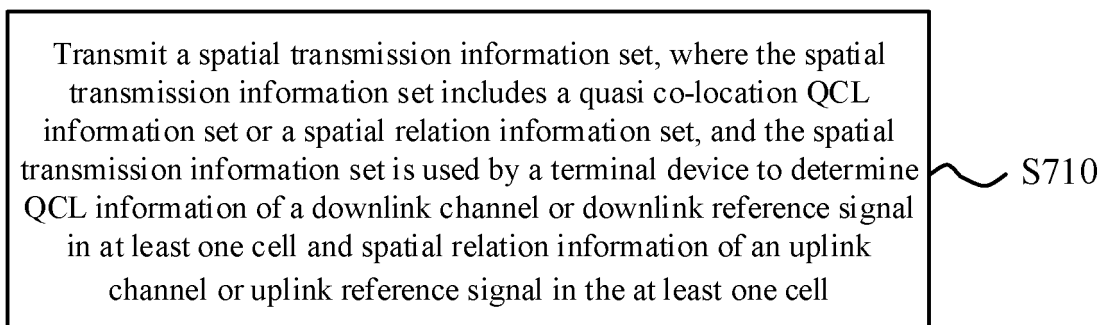 Transmit a spatial transmission information set, where the spatial
transmission information set includes a quasi co-location QCL
information set or a spatial relation information set, and the spatial
transmission information set is used by a terminal device to determine
QCL information of a downlink channel or downlink reference signal
in at least one cell and spatial relation information of an uplink
channel or uplink reference signal in the at least one cell
S710